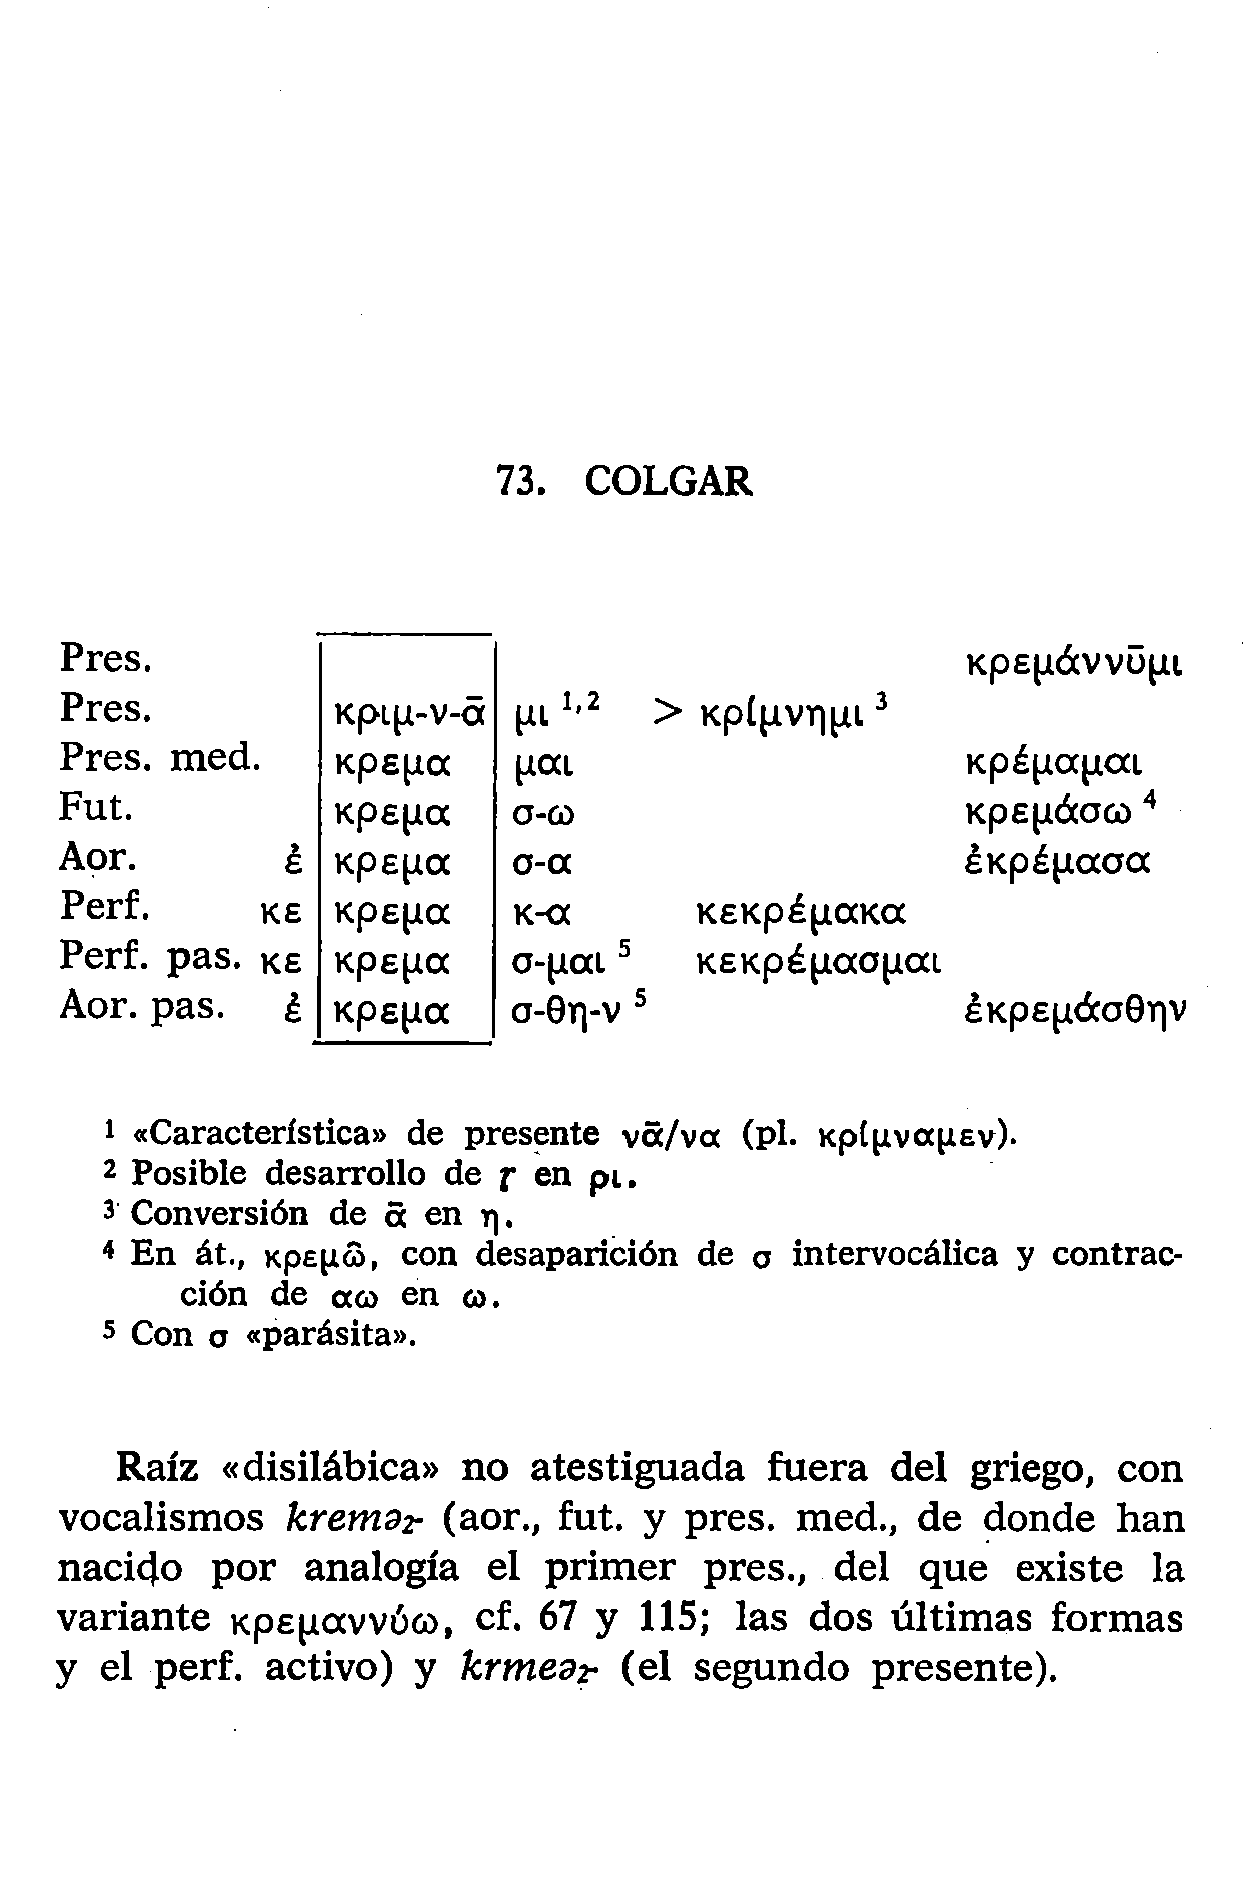 73. COLGAR
Pres. κρεμάννῡμι
Pres. κριμ-ν-ᾱ μι 1,2 > κρίμνημι 3
Pres. med. κρεμα μαι κρέμαμαι
Fut. κρεμα σ-ω κρεμάσω 4
Aor. ἐ κρεμα σ-α ἐκρέμασα
Perf. κε κρεμα κ-α κεκρέμακα
Perf. pas. κε κρεμα σ-μαι 5 κεκρέμασμαι
Aor. pas. ἐ κρεμα σ-θη-ν 5 ἐκρεμάσθην
1 «Característica» de presente νᾱ/να (pl. κρίμναμεν).
2 Posible desarrollo de r̥ en ρι.
3 Conversión de ᾱ en η.
4 En át., κρεμῶ, con desaparición de σ intervocálica y contrac-
ción de αω en ω.
5 Con σ «parásita».
Raíz «disilábica» no atestiguada fuera del griego, con
vocalismos kremə2- (aor., fut. y pres. med., de donde han
nacido por analogía el primer pres., del que existe la
variante κρεμαννύω, cf. 67 y 115; las dos últimas formas
y el perf. activo) y krmeə2- (el segundo presente).